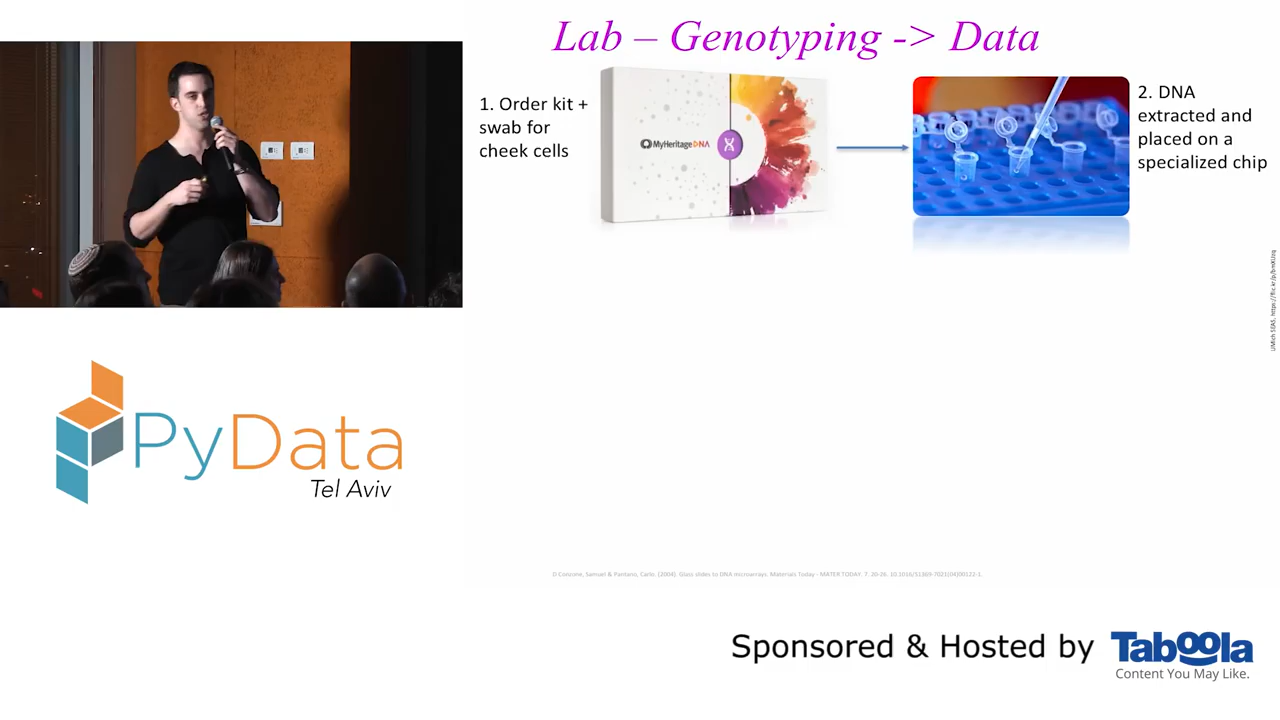 Lab – Genotyping -> Data
1. Order kit +
swab for
cheek cells
MyHeritage DNA
2. DNA
extracted and
placed on a
specialized chip
PyData
Tel Aviv
Sponsored & Hosted by
Taboola
Content You May Like.